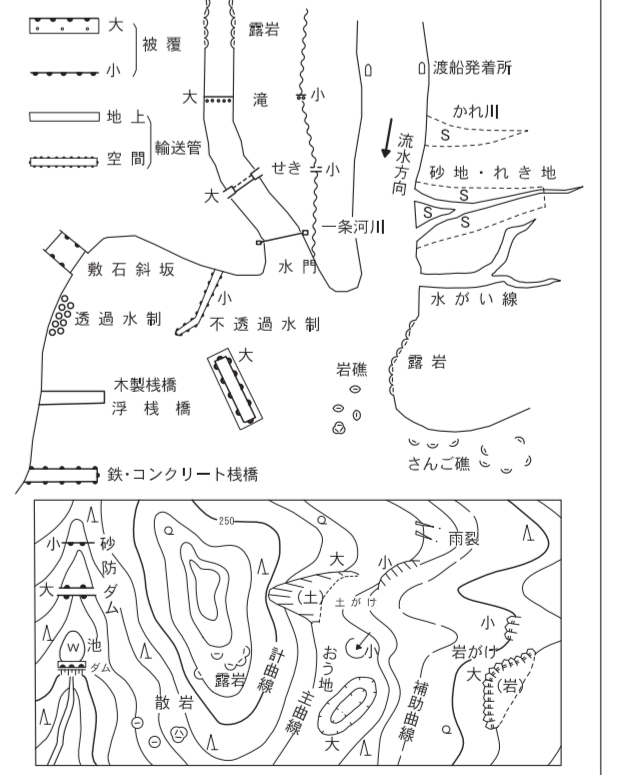 大
被覆
小
地上
輸送管
空間
露岩
大
滝
小
渡船発着所
かれ川
S
流水方向
砂地・れき地
せき
小
大
S
S
S
一条河川
水門
敷石斜坂
小
透過水制
不透過水制
水がい線
大
岩礁
露岩
木製桟橋
浮桟橋
さんご礁
鉄・コンクリート桟橋
250
小
砂防ダム
大
雨裂
大
小
(土)
土がけ
池
W
ダム
小
おう地
小
岩がけ
大
(岩)
露岩
計曲線
主曲線
補助曲線
散岩
大